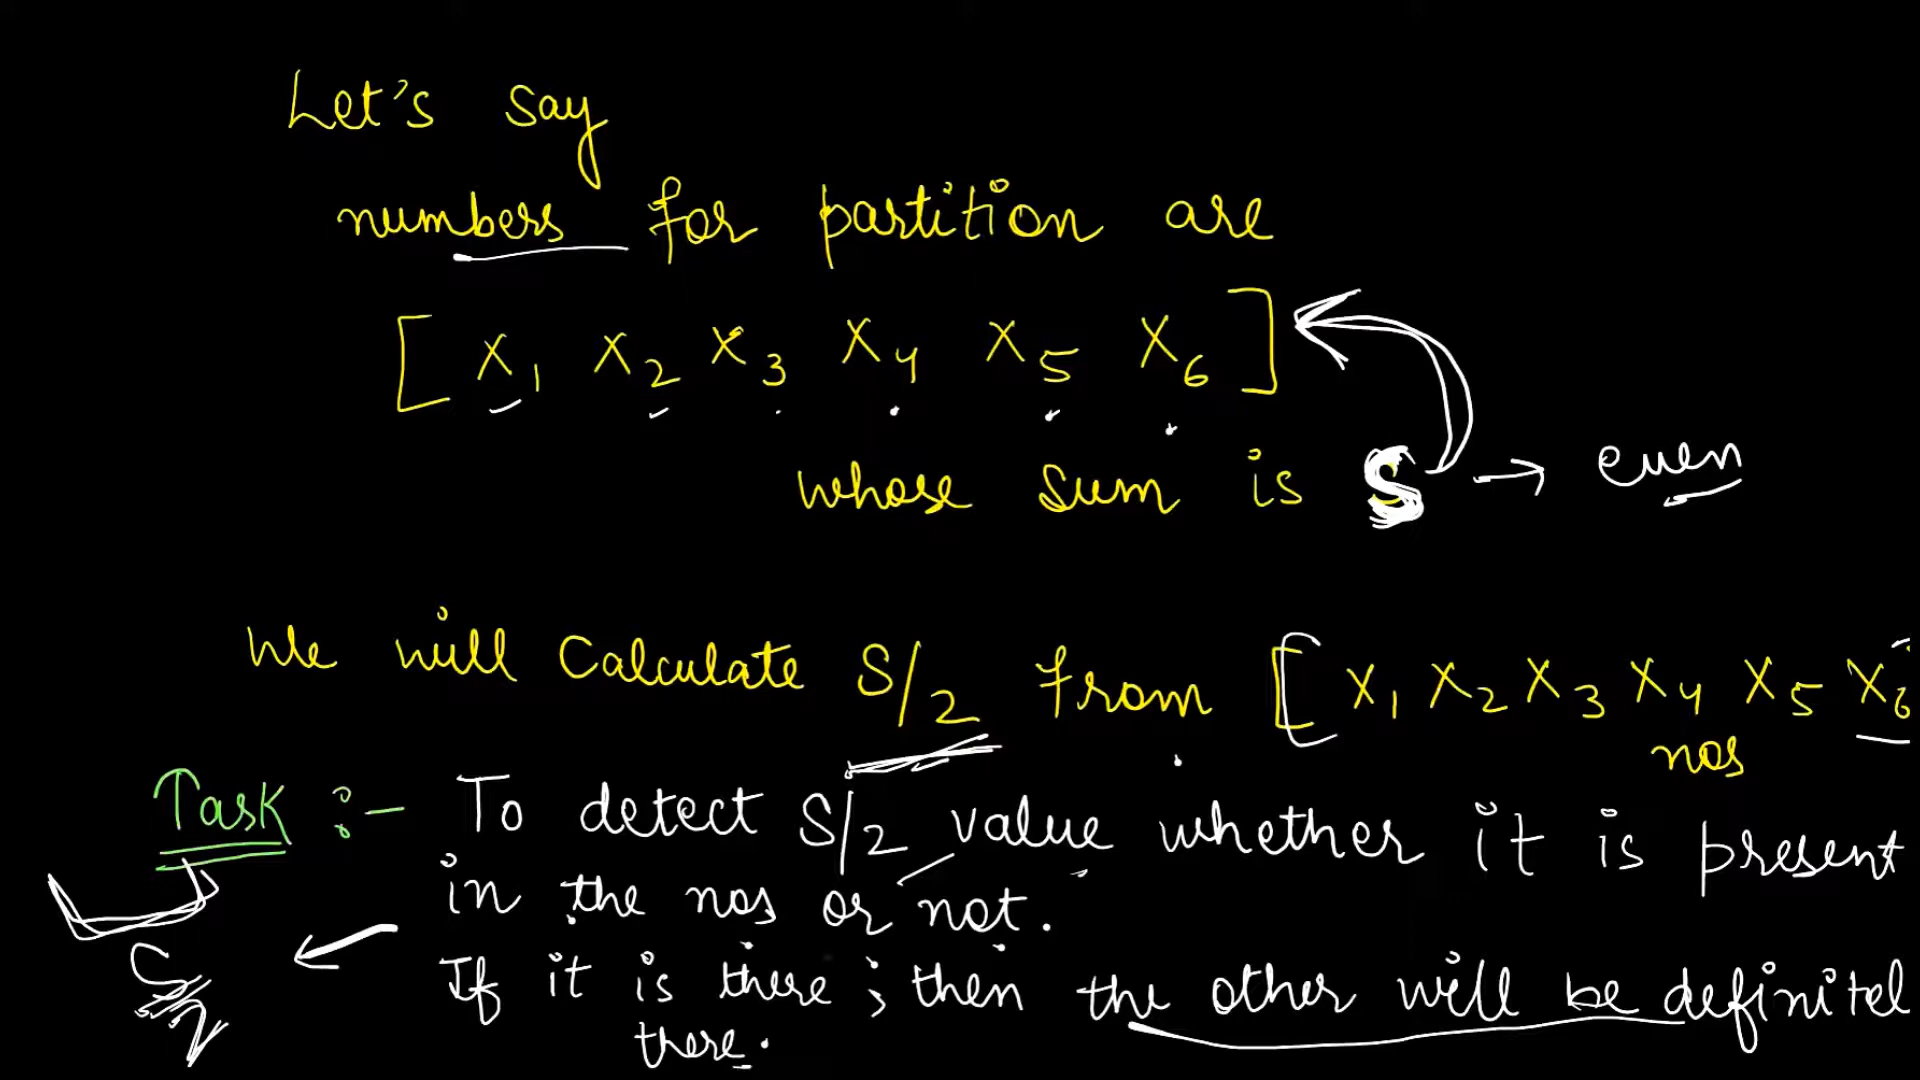 Let's say
numbers for partition are
[ X1 X2 X3 X4 X5 X6 ]
whose sum is S → even
We will Calculate S/2 from [ X1 X2 X3 X4 X5 X6
nos
Task :- To detect S/2 value whether it is present
in the nos or not.
If it is there ; then the other will be definitel
there.